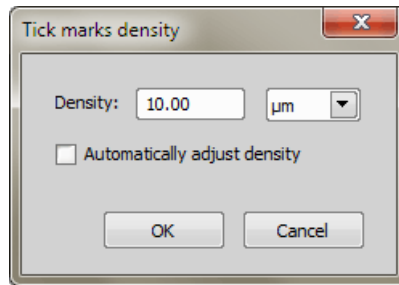 Tick marks density
Density: 10.00 µm
Automatically adjust density
OK Cancel